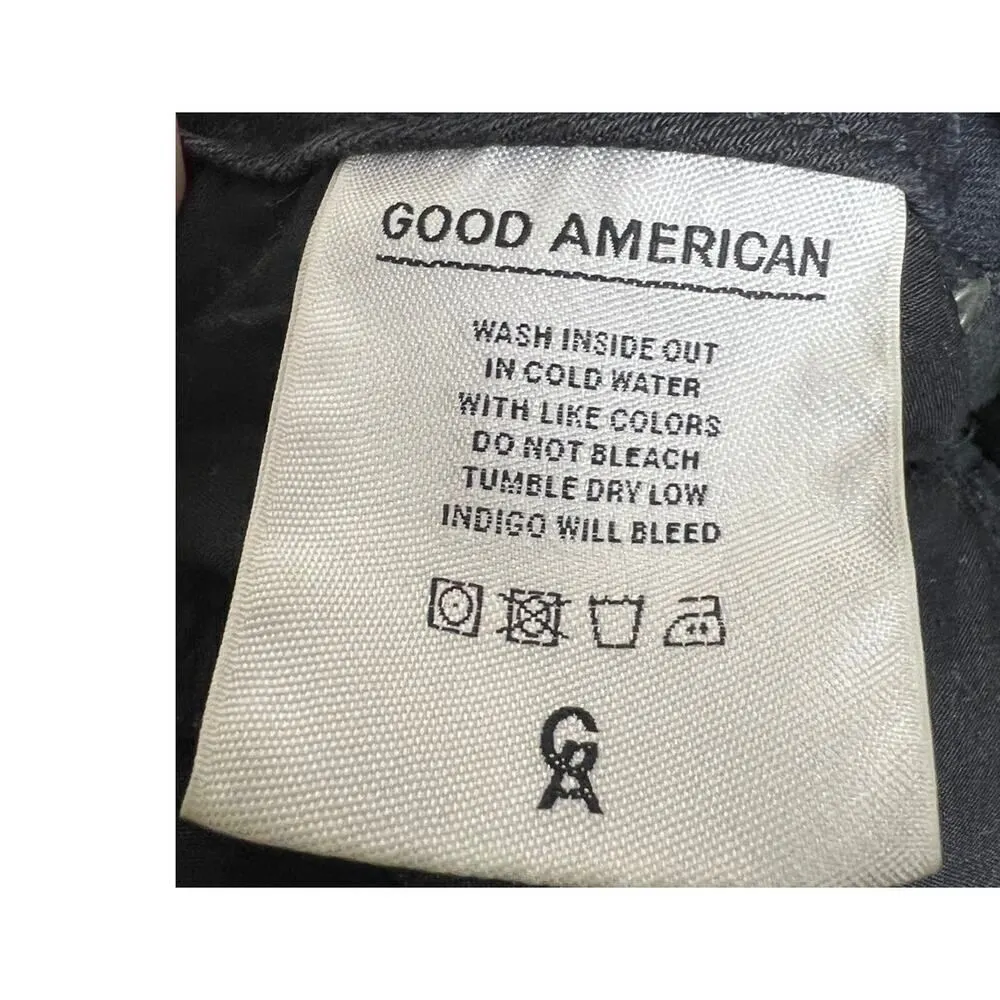 GOOD AMERICAN
WASH INSIDE OUT
IN COLD WATER
WITH LIKE COLORS
DO NOT BLEACH
TUMBLE DRY LOW
INDIGO WILL BLEED
GA